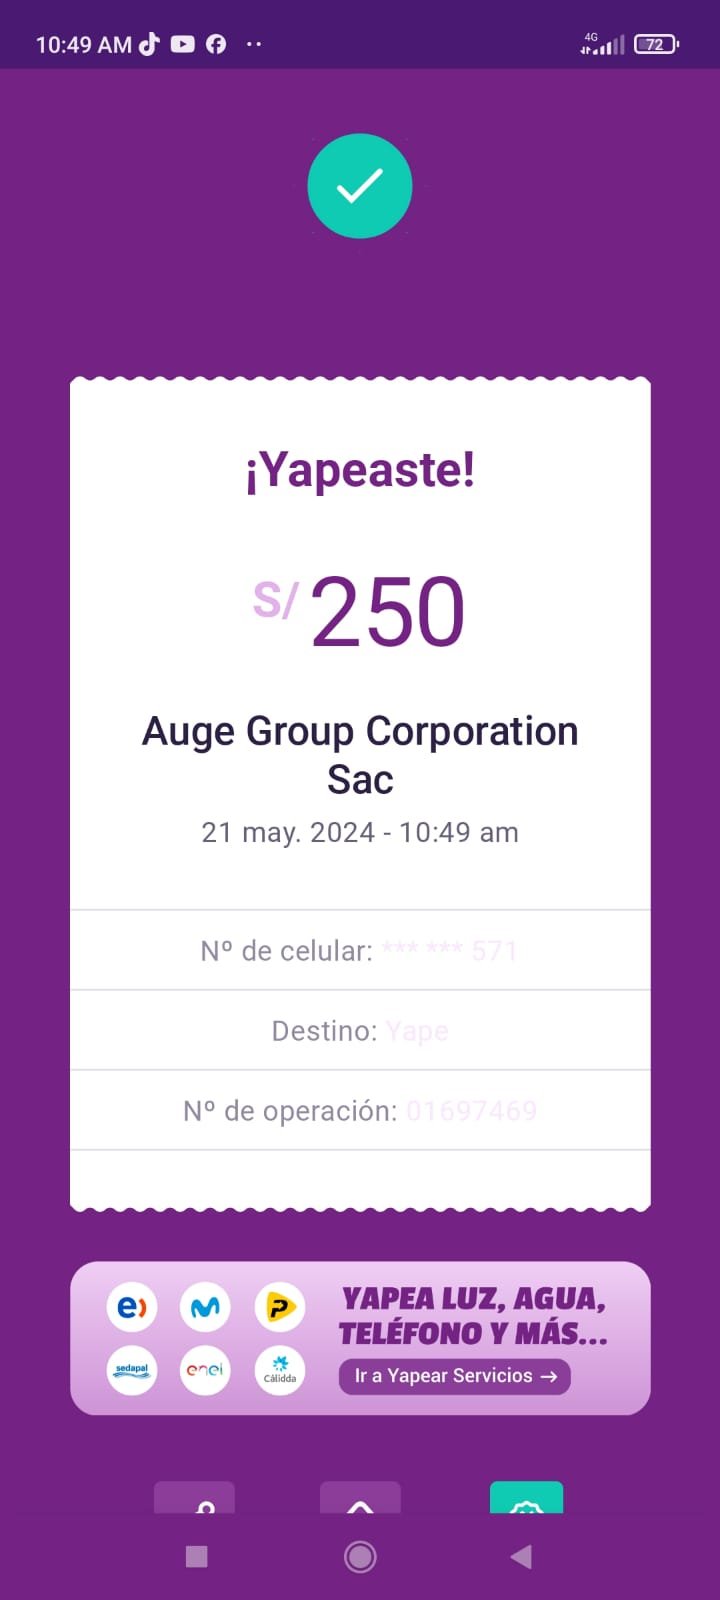 10:49 AM
4G
72
¡Yapeaste!
S/ 250
Auge Group Corporation
Sac
21 may. 2024 - 10:49 am
Nº de celular: *** *** 571
Destino: Yape
Nº de operación: 01697469
YAPEA LUZ, AGUA,
TELÉFONO Y MÁS...
Ir a Yapear Servicios →
sedapal
enel
Cálidda